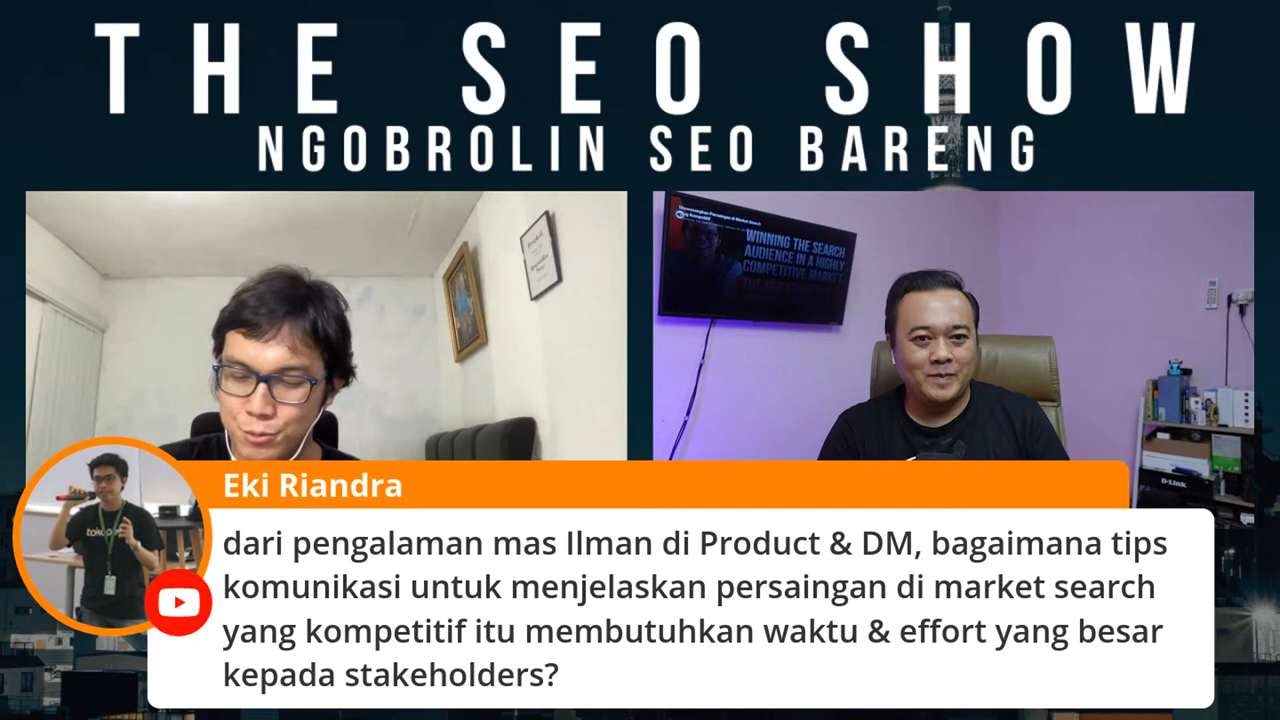 THE SEO SHOW
NGOBROLIN SEO BARENG
WINNING THE SEARCH
AUDIENCE IN A HIGHLY
COMPETITIVE MARKET
D-Link
Eki Riandra
dari pengalaman mas Ilman di Product & DM, bagaimana tips
komunikasi untuk menjelaskan persaingan di market search
yang kompetitif itu membutuhkan waktu & effort yang besar
kepada stakeholders?